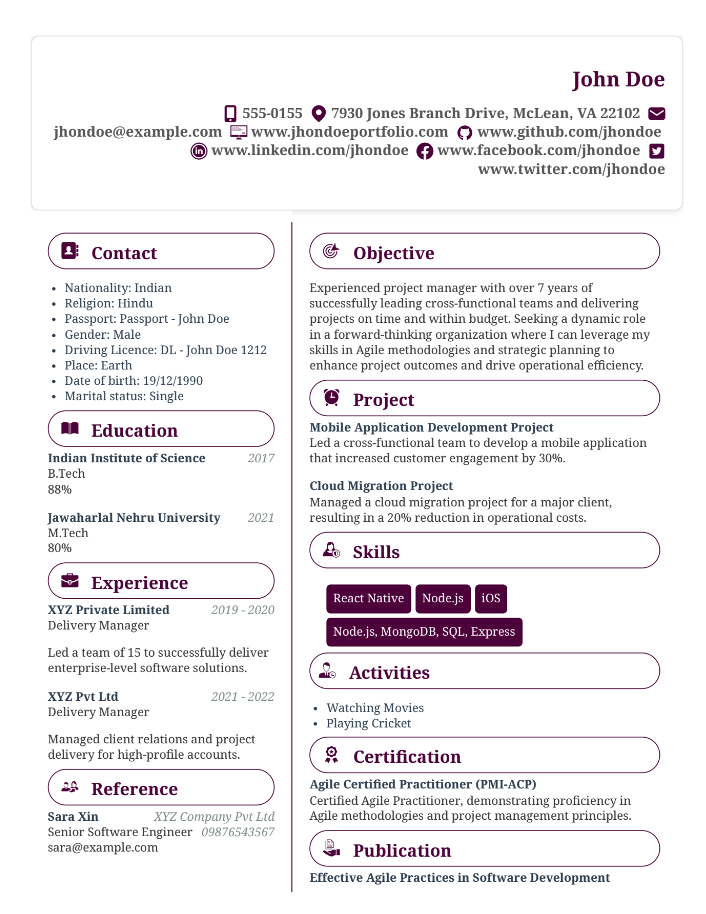 John Doe
555-0155 7930 Jones Branch Drive, McLean, VA 22102
jhondoe@example.com www.jhondoeportfolio.com www.github.com/jhondoe
www.linkedin.com/jhondoe www.facebook.com/jhondoe
www.twitter.com/jhondoe
Contact
• Nationality: Indian
• Religion: Hindu
• Passport: Passport - John Doe
• Gender: Male
• Driving Licence: DL - John Doe 1212
• Place: Earth
• Date of birth: 19/12/1990
• Marital status: Single
Education
Indian Institute of Science 2017
B.Tech
88%
Jawaharlal Nehru University 2021
M.Tech
80%
Experience
XYZ Private Limited 2019 - 2020
Delivery Manager
Led a team of 15 to successfully deliver
enterprise-level software solutions.
XYZ Pvt Ltd 2021 - 2022
Delivery Manager
Managed client relations and project
delivery for high-profile accounts.
Reference
Sara Xin XYZ Company Pvt Ltd
Senior Software Engineer 09876543567
sara@example.com
Objective
Experienced project manager with over 7 years of
successfully leading cross-functional teams and delivering
projects on time and within budget. Seeking a dynamic role
in a forward-thinking organization where I can leverage my
skills in Agile methodologies and strategic planning to
enhance project outcomes and drive operational efficiency.
Project
Mobile Application Development Project
Led a cross-functional team to develop a mobile application
that increased customer engagement by 30%.
Cloud Migration Project
Managed a cloud migration project for a major client,
resulting in a 20% reduction in operational costs.
Skills
React Native Node.js iOS
Node.js, MongoDB, SQL, Express
Activities
• Watching Movies
• Playing Cricket
Certification
Agile Certified Practitioner (PMI-ACP)
Certified Agile Practitioner, demonstrating proficiency in
Agile methodologies and project management principles.
Publication
Effective Agile Practices in Software Development